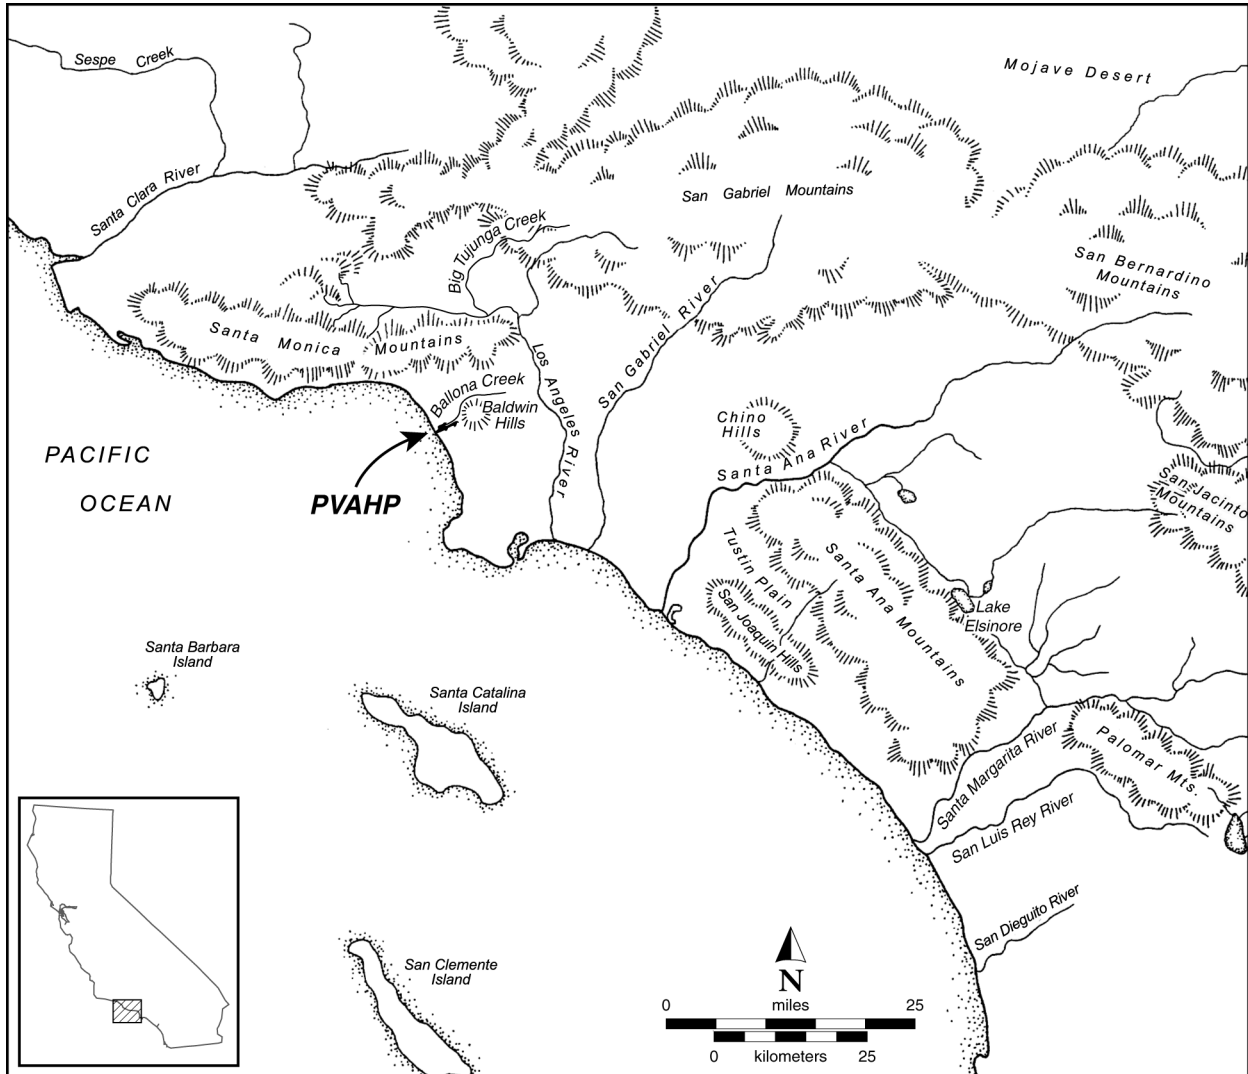 Sespe Creek
Mojave Desert
Santa Clara River
San Gabriel Mountains
Big Tujunga Creek
San Bernardino
Mountains
San Gabriel River
Santa Monica Mountains
Los Angeles River
Ballona Creek
Baldwin
Hills
Chino
Hills
Santa Ana River
PACIFIC
OCEAN
PVAHP
San Jacinto
Mountains
Tustin Plain
Santa Ana Mountains
San Joaquin Hills
Lake
Elsinore
Santa Barbara
Island
Santa Catalina
Island
Santa Margarita River
Palomar Mts.
San Luis Rey River
San Dieguito River
San Clemente
Island
N
0 miles 25
0 kilometers 25